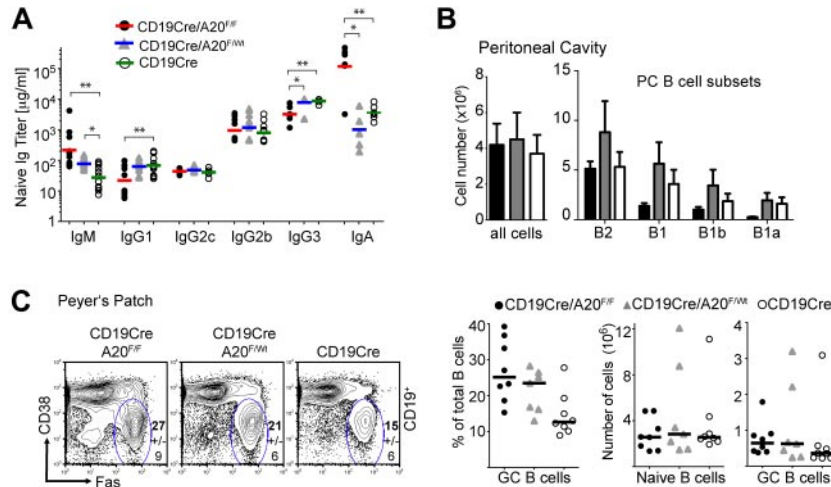 A
CD19Cre/A20F/F
CD19Cre/A20F/Wt
CD19Cre
Naive Ig Titer [µg/ml]
10⁵
10⁴
10³
10²
10
1
**
*
**
*
**
**
*
IgM IgG1 IgG2c IgG2b IgG3 IgA
B
Peritoneal Cavity
PC B cell subsets
Cell number (x10⁶)
8
6
4
2
0
15
10
5
0
all cells
B2 B1 B1b B1a
C Peyer's Patch
CD19Cre A20F/F
CD19Cre A20F/Wt
CD19Cre
CD38
Fas
27 +/- 9
21 +/- 6
15 +/- 6
CD19⁺
CD19Cre/A20F/F CD19Cre/A20F/Wt CD19Cre
% of total B cells
40
30
20
10
GC B cells
Number of cells (10⁶)
12
8
4
Naive B cells
4
3
2
1
0
GC B cells